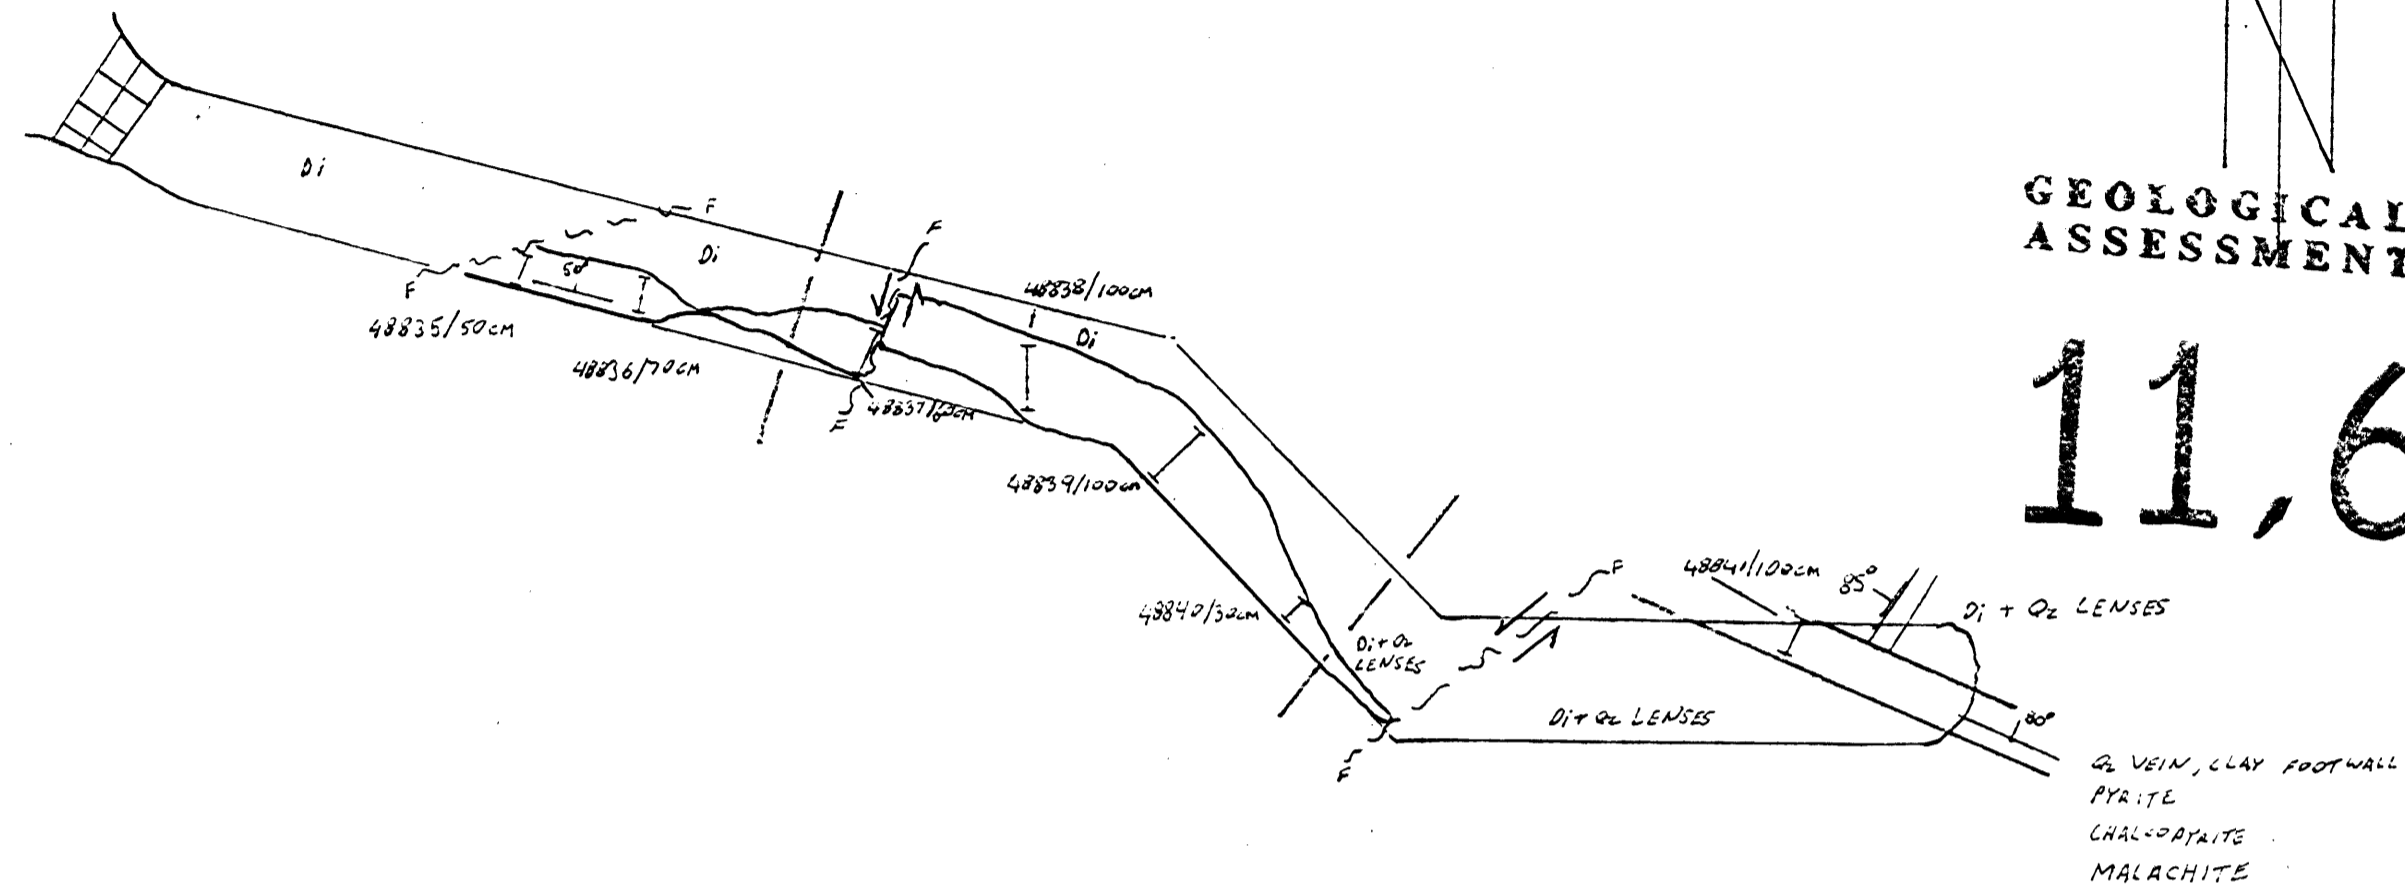 GEOLOGICAL
ASSESSMENT
11,6
Di
F
Di
F
F
50°
48838/100CM
Di
48835/50CM
48836/70CM
F
48839/100cm
48840/30CM
F
48841/100CM
85°
Di + Qz LENSES
Di + Qz
LENSES
Di + Qz LENSES
80°
F
Qz VEIN, CLAY FOOTWALL
PYRITE
CHALCOPYRITE
MALACHITE